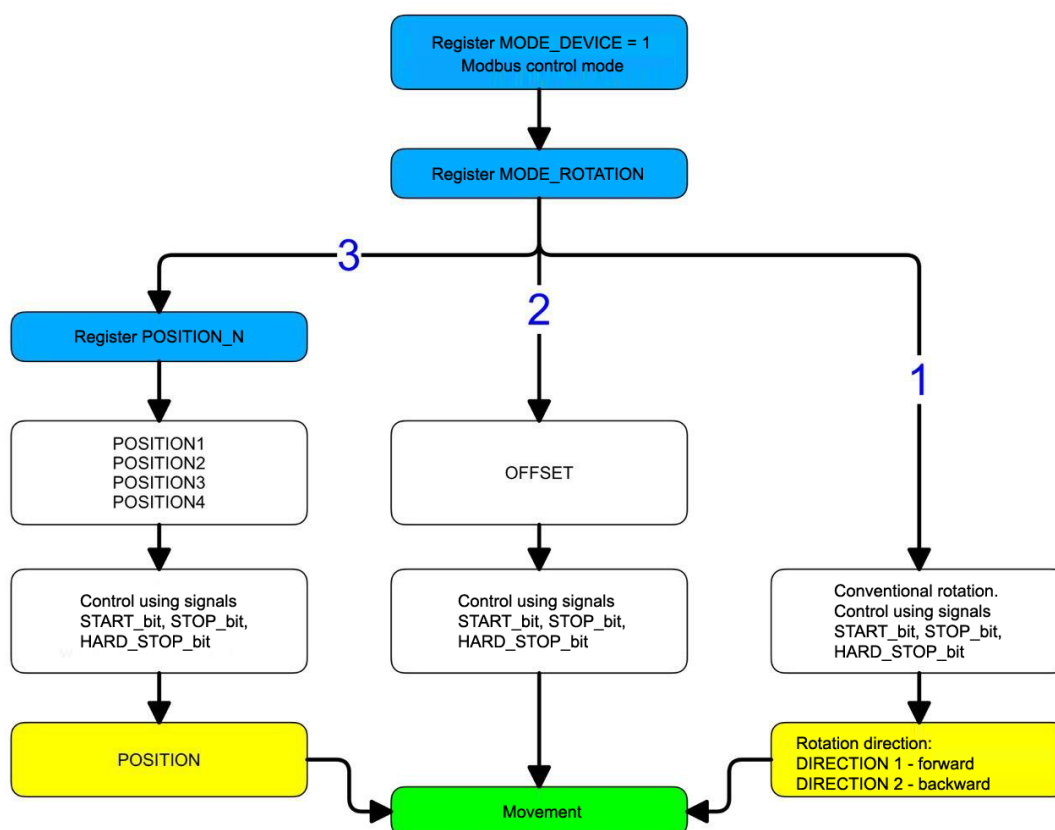 Register MODE_DEVICE = 1
Modbus control mode
Register MODE_ROTATION
3
2
1
Register POSITION_N
POSITION1
POSITION2
POSITION3
POSITION4
OFFSET
Control using signals
START_bit, STOP_bit,
HARD_STOP_bit
Control using signals
START_bit, STOP_bit,
HARD_STOP_bit
Conventional rotation.
Control using signals
START_bit, STOP_bit,
HARD_STOP_bit
POSITION
Rotation direction:
DIRECTION 1 - forward
DIRECTION 2 - backward
Movement